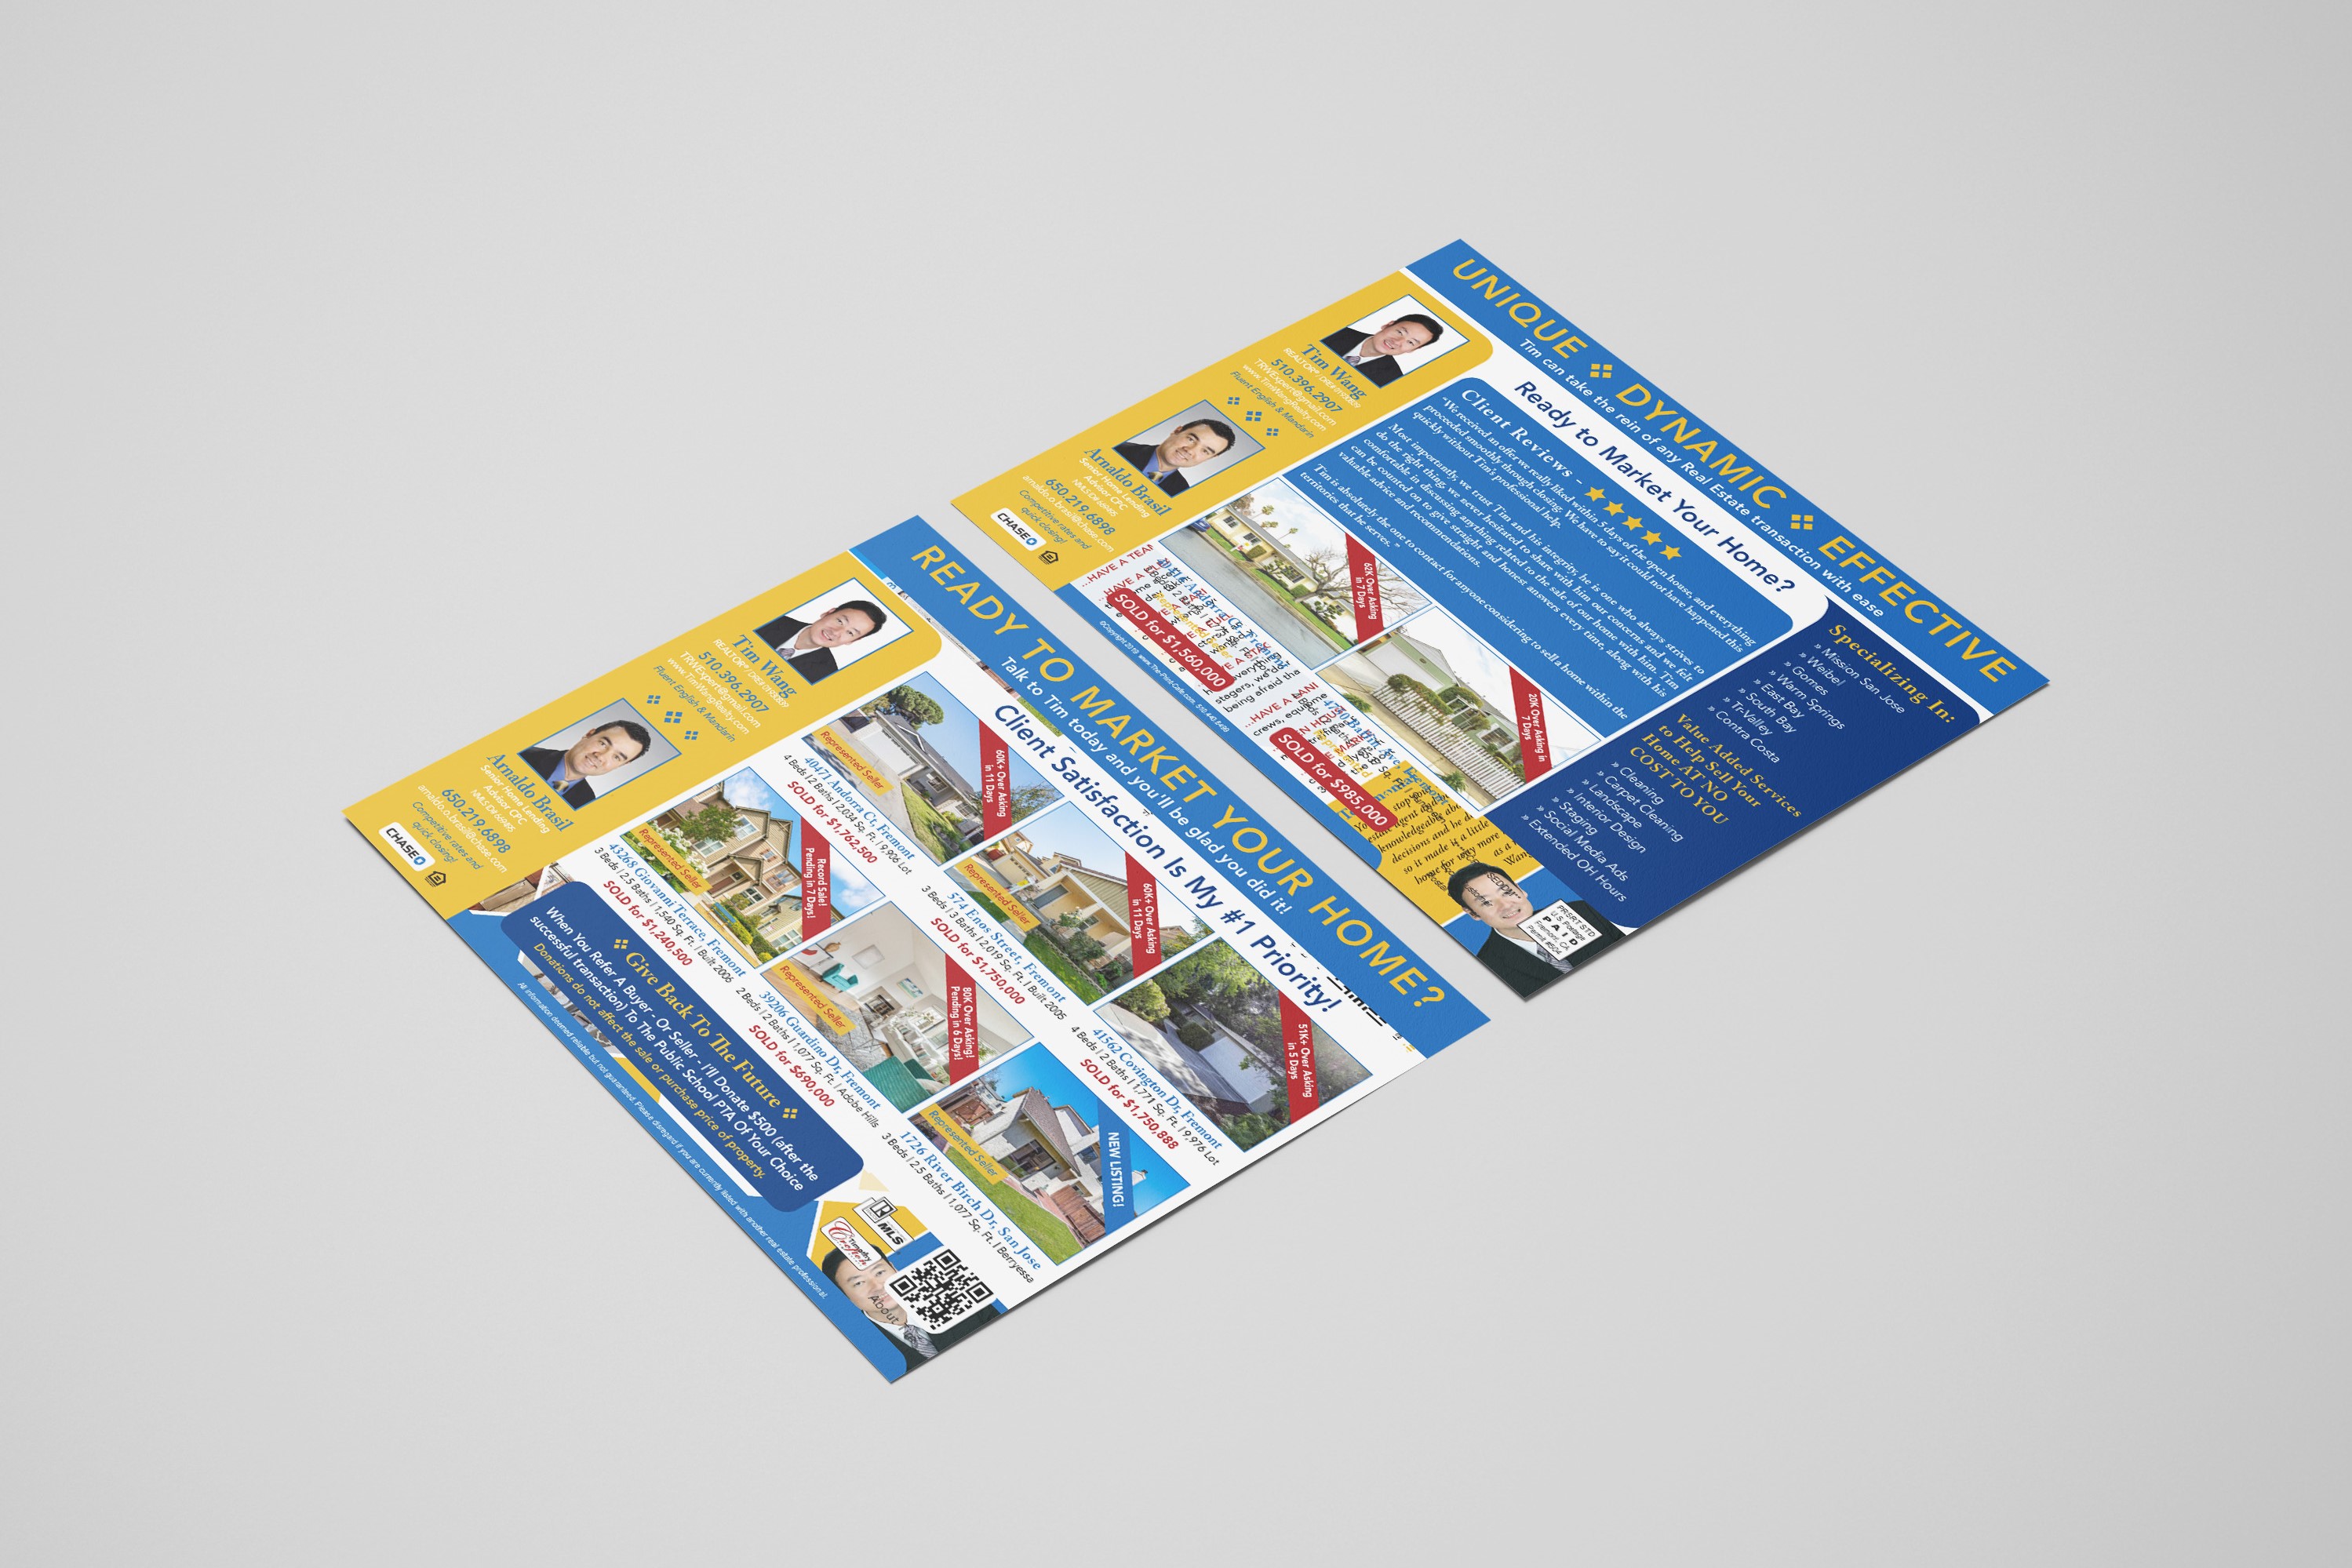 READY TO MARKET YOUR HOME?
Talk to Tim today and you'll be glad you did it!
Client Satisfaction Is My #1 Priority!
Tim Wang
510.396.2907
TRWExpert@gmail.com
www.TimWangRealty.com
Fluent English & Mandarin
Arnaldo Brasil
Senior Home Lending
Advisor CPC
650.219.6898
arnaldo.o.brasil@chase.com
Competitive rates and
quick closing!
CHASE
60K+ Over Asking
in 11 Days
Represented Seller
40471 Andorra Ct, Fremont
4 Beds | 2 Baths | 2,034 Sq. Ft. | 9,906 Lot
SOLD for $1,762,500
60K+ Over Asking
in 11 Days
Represented Seller
574 Enos Street, Fremont
3 Beds | 3 Baths | 2,019 Sq. Ft. | Built 2005
SOLD for $1,750,000
51K+ Over Asking
in 5 Days
41562 Covington Dr, Fremont
4 Beds | 2 Baths | 1,771 Sq. Ft. | 9,976 Lot
SOLD for $1,750,888
Record Sale!
Pending in 7 Days!
Represented Seller
43268 Giovanni Terrace, Fremont
3 Beds | 2.5 Baths | 1,540 Sq. Ft. | Built 2006
SOLD for $1,240,500
80K Over Asking!
Pending in 6 Days!
Represented Seller
39206 Guardino Dr, Fremont
2 Beds | 2 Baths | 1,077 Sq. Ft. | Adobe Hills
SOLD for $690,000
NEW LISTING!
Represented Seller
1726 River Birch Dr, San Jose
3 Beds | 2.5 Baths | 1,077 Sq. Ft. | Berryessa
Give Back To The Future
When You Refer A Buyer - Or Seller - I'll Donate $500 (after the
successful transaction) To The Public School PTA Of Your Choice
Donations do not affect the sale or purchase price of property.
All information deemed reliable but not guaranteed. Please disregard if you are currently listed with another real estate professional.
MLS
Timothy
Crofton
About
UNIQUE DYNAMIC EFFECTIVE
Tim can take the rein of any Real Estate transaction with ease
Ready to Market Your Home?
Tim Wang
510.396.2907
TRWExpert@gmail.com
www.TimWangRealty.com
Fluent English & Mandarin
Arnaldo Brasil
Senior Home Lending
Advisor CPC
650.219.6898
arnaldo.o.brasil@chase.com
Competitive rates and
quick closing!
CHASE
Client Reviews –
"We received an offer we really liked within 5 days of the open house, and everything
proceeded smoothly through closing. We have to say it could not have happened this
quickly without Tim's professional help.
Most importantly, we trust Tim and his integrity, he is one who always strives to
do the right thing, we never hesitated to share with him our concerns and we felt
comfortable in discussing anything related to the sale of our home with him. Tim
can be counted on to give straight and honest answers every time, along with his
valuable advice and recommendations.
Tim is absolutely the one to contact for anyone considering to sell a home within the
territories that he serves. "
62K Over Asking
in 7 Days
SOLD for $1,560,000
20K Over Asking in
7 Days
SOLD for $985,000
Specializing In:
» Mission San Jose
» Weibel
» Gomes
» Warm Springs
» East Bay
» South Bay
» Tri-Valley
» Contra Costa
Value Added Services
to Help Sell Your
Home AT NO
COST TO YOU
» Cleaning
» Carpet Cleaning
» Landscape
» Interior Design
» Staging
» Social Media Ads
» Extended OH Hours
PRSRT STD
U.S. Postage
PAID
Fremont, CA
Permit #504